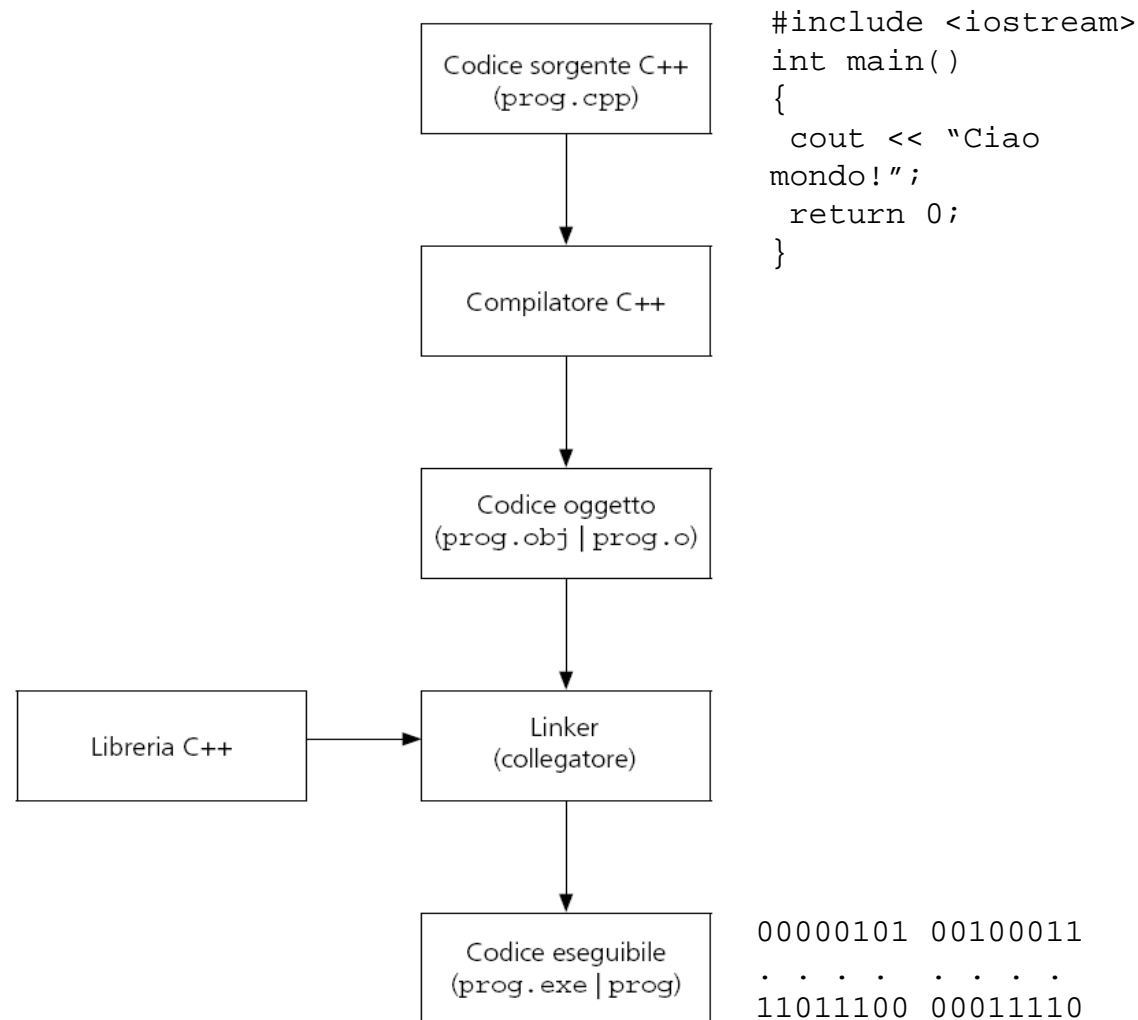 Codice sorgente C++
(prog.cpp)
#include <iostream>
int main()
{
cout << “Ciao
mondo!”;
return 0;
}
Compilatore C++
Codice oggetto
(prog.obj | prog.o)
Libreria C++
Linker
(collegatore)
Codice eseguibile
(prog.exe | prog)
00000101 00100011
. . . . . . . .
11011100 00011110